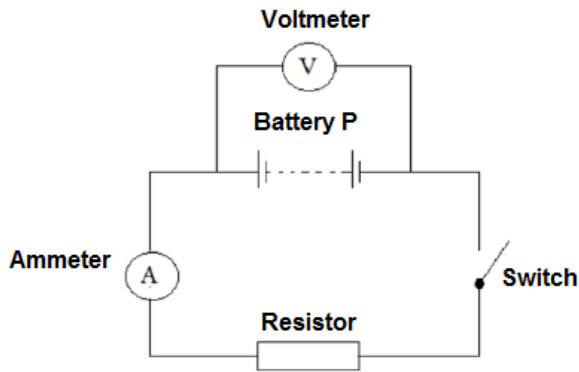 Voltmeter
V
Battery P
Ammeter
A
Switch
Resistor